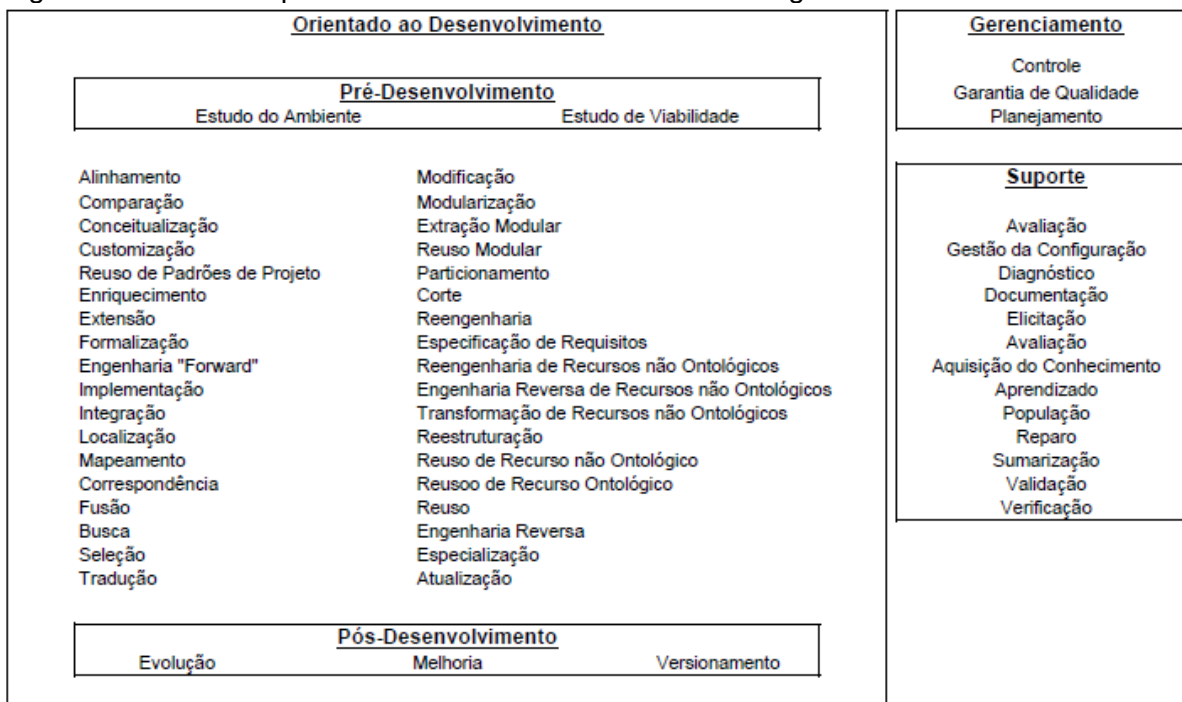 Orientado ao Desenvolvimento
Pré-Desenvolvimento
Estudo do Ambiente Estudo de Viabilidade
Alinhamento Modificação
Comparação Modularização
Conceitualização Extração Modular
Customização Reuso Modular
Reuso de Padrões de Projeto Particionamento
Enriquecimento Corte
Extensão Reengenharia
Formalização Especificação de Requisitos
Engenharia "Forward" Reengenharia de Recursos não Ontológicos
Implementação Engenharia Reversa de Recursos não Ontológicos
Integração Transformação de Recursos não Ontológicos
Localização Reestruturação
Mapeamento Reuso de Recurso não Ontológico
Correspondência Reusoo de Recurso Ontológico
Fusão Reuso
Busca Engenharia Reversa
Seleção Especialização
Tradução Atualização
Pós-Desenvolvimento
Evolução Melhoria Versionamento
Gerenciamento
Controle
Garantia de Qualidade
Planejamento
Suporte
Avaliação
Gestão da Configuração
Diagnóstico
Documentação
Elicitação
Avaliação
Aquisição do Conhecimento
Aprendizado
População
Reparo
Sumarização
Validação
Verificação